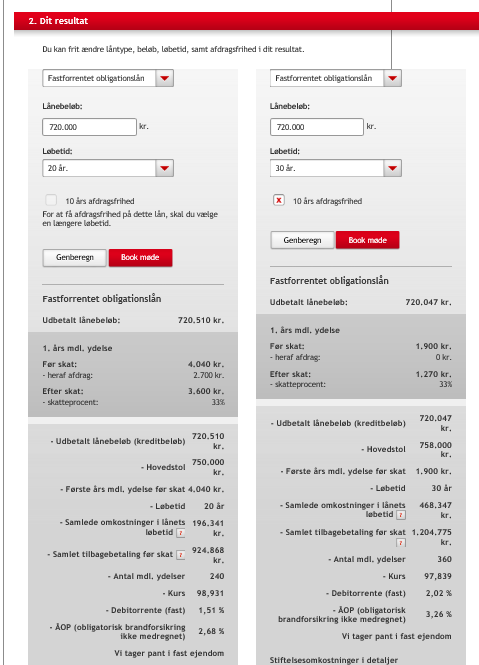 2. Dit resultat
Du kan frit ændre låntype, beløb, løbetid, samt afdragsfrihed i dit resultat.
Fastforrentet obligationslån
Lånebeløb:
720.000 kr.
Løbetid:
20 år.
10 års afdragsfrihed
For at få afdragsfrihed på dette lån, skal du vælge
en længere løbetid.
Genberegn Book møde
Fastforrentet obligationslån
Udbetalt lånebeløb: 720,510 kr.
1. års mdl. ydelse
Før skat: 4,040 kr.
- heraf afdrag: 2.700 kr.
Efter skat: 3,600 kr.
- skatteprocent: 33%
- Udbetalt lånebeløb (kreditbeløb) 720,510
kr.
- Hovedstol 750,000
kr.
- Første års mdl. ydelse før skat 4,040 kr.
- Løbetid 20 år
- Samlede omkostninger i lånets 196,341
løbetid i kr.
- Samlet tilbagebetaling før skat i 924,868
kr.
- Antal mdl. ydelser 240
- Kurs 98,931
- Debitorrente (fast) 1,51 %
- ÅOP (obligatorisk brandforsikring
ikke medregnet) 2,68 %
Vi tager pant i fast ejendom
Fastforrentet obligationslån
Lånebeløb:
720.000 kr.
Løbetid:
30 år.
x 10 års afdragsfrihed
Genberegn Book møde
Fastforrentet obligationslån
Udbetalt lånebeløb: 720.047 kr.
1. års mdl. ydelse
Før skat: 1,900 kr.
- heraf afdrag: 0 kr.
Efter skat: 1,270 kr.
- skatteprocent: 33%
- Udbetalt lånebeløb (kreditbeløb) 720,047
kr.
- Hovedstol 758,000
kr.
- Første års mdl. ydelse før skat 1,900 kr.
- Løbetid 30 år
- Samlede omkostninger i lånets 468,347
løbetid i kr.
- Samlet tilbagebetaling før skat 1.204,775
i kr.
- Antal mdl. ydelser 360
- Kurs 97,839
- Debitorrente (fast) 2,02 %
- ÅOP (obligatorisk
brandforsikring ikke medregnet) 3,26 %
Vi tager pant i fast ejendom
Stiftelsesomkostninger i detaljer